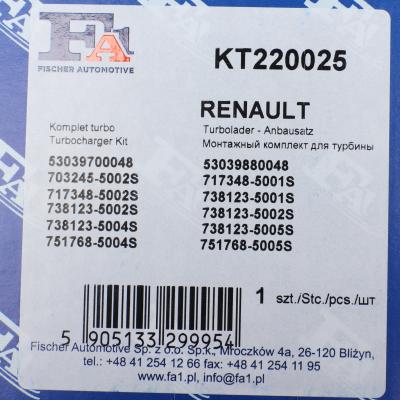 FA1
FISCHER AUTOMOTIVE
KT220025
RENAULT
Komplet turbo
Turbocharger Kit
Turbolader - Anbausatz
Монтажный комплект для турбины
53039700048
703245-5002S
717348-5002S
738123-5002S
738123-5004S
751768-5004S
53039880048
717348-5001S
738123-5001S
738123-5002S
738123-5005S
751768-5005S
1 szt./Stc./pcs./шт
5 905133 299954
Fischer Automotive Sp. z o.o. Sp.k., Mroczków 4a, 26-120 Bliżyn,
tel.: +48 41 254 12 66 fax: +48 41 254 11 95
www.fa1.pl, info@fa1.pl